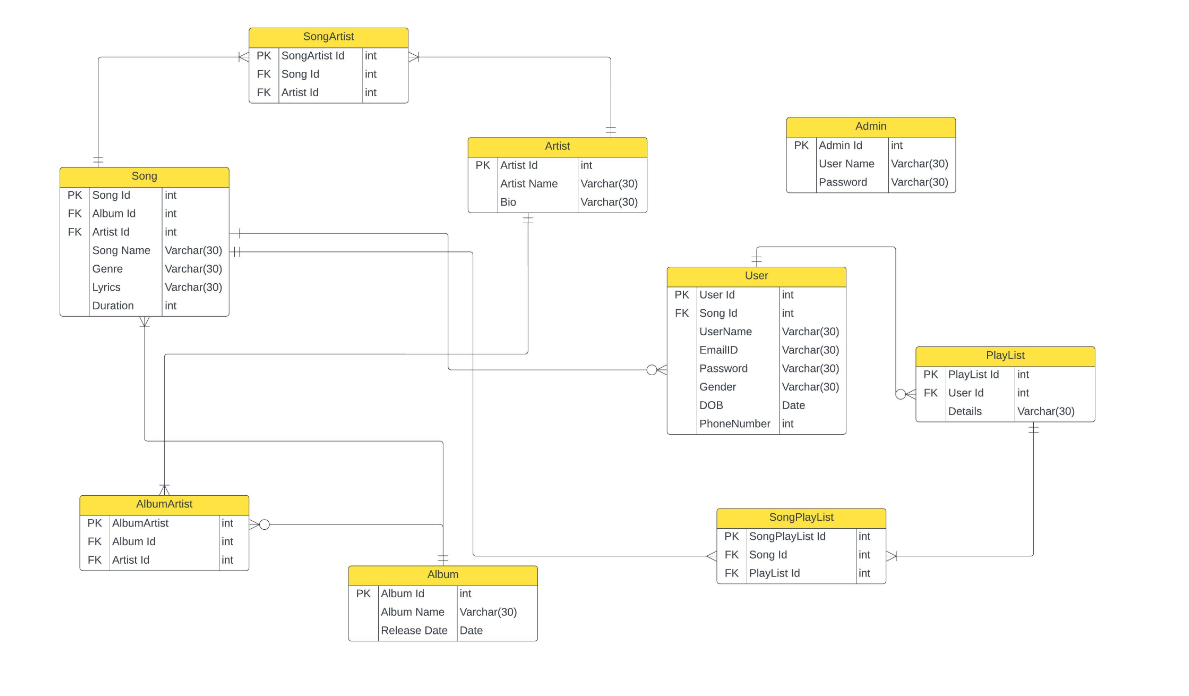 SongArtist
PK SongArtist Id int
FK Song Id int
FK Artist Id int
Admin
PK Admin Id int
User Name Varchar(30)
Password Varchar(30)
Artist
PK Artist Id int
Artist Name Varchar(30)
Bio Varchar(30)
Song
PK Song Id int
FK Album Id int
FK Artist Id int
Song Name Varchar(30)
Genre Varchar(30)
Lyrics Varchar(30)
Duration int
User
PK User Id int
FK Song Id int
UserName Varchar(30)
EmailID Varchar(30)
Password Varchar(30)
Gender Varchar(30)
DOB Date
PhoneNumber int
PlayList
PK PlayList Id int
FK User Id int
Details Varchar(30)
AlbumArtist
PK AlbumArtist int
FK Album Id int
FK Artist Id int
SongPlayList
PK SongPlayList Id int
FK Song Id int
FK PlayList Id int
Album
PK Album Id int
Album Name Varchar(30)
Release Date Date